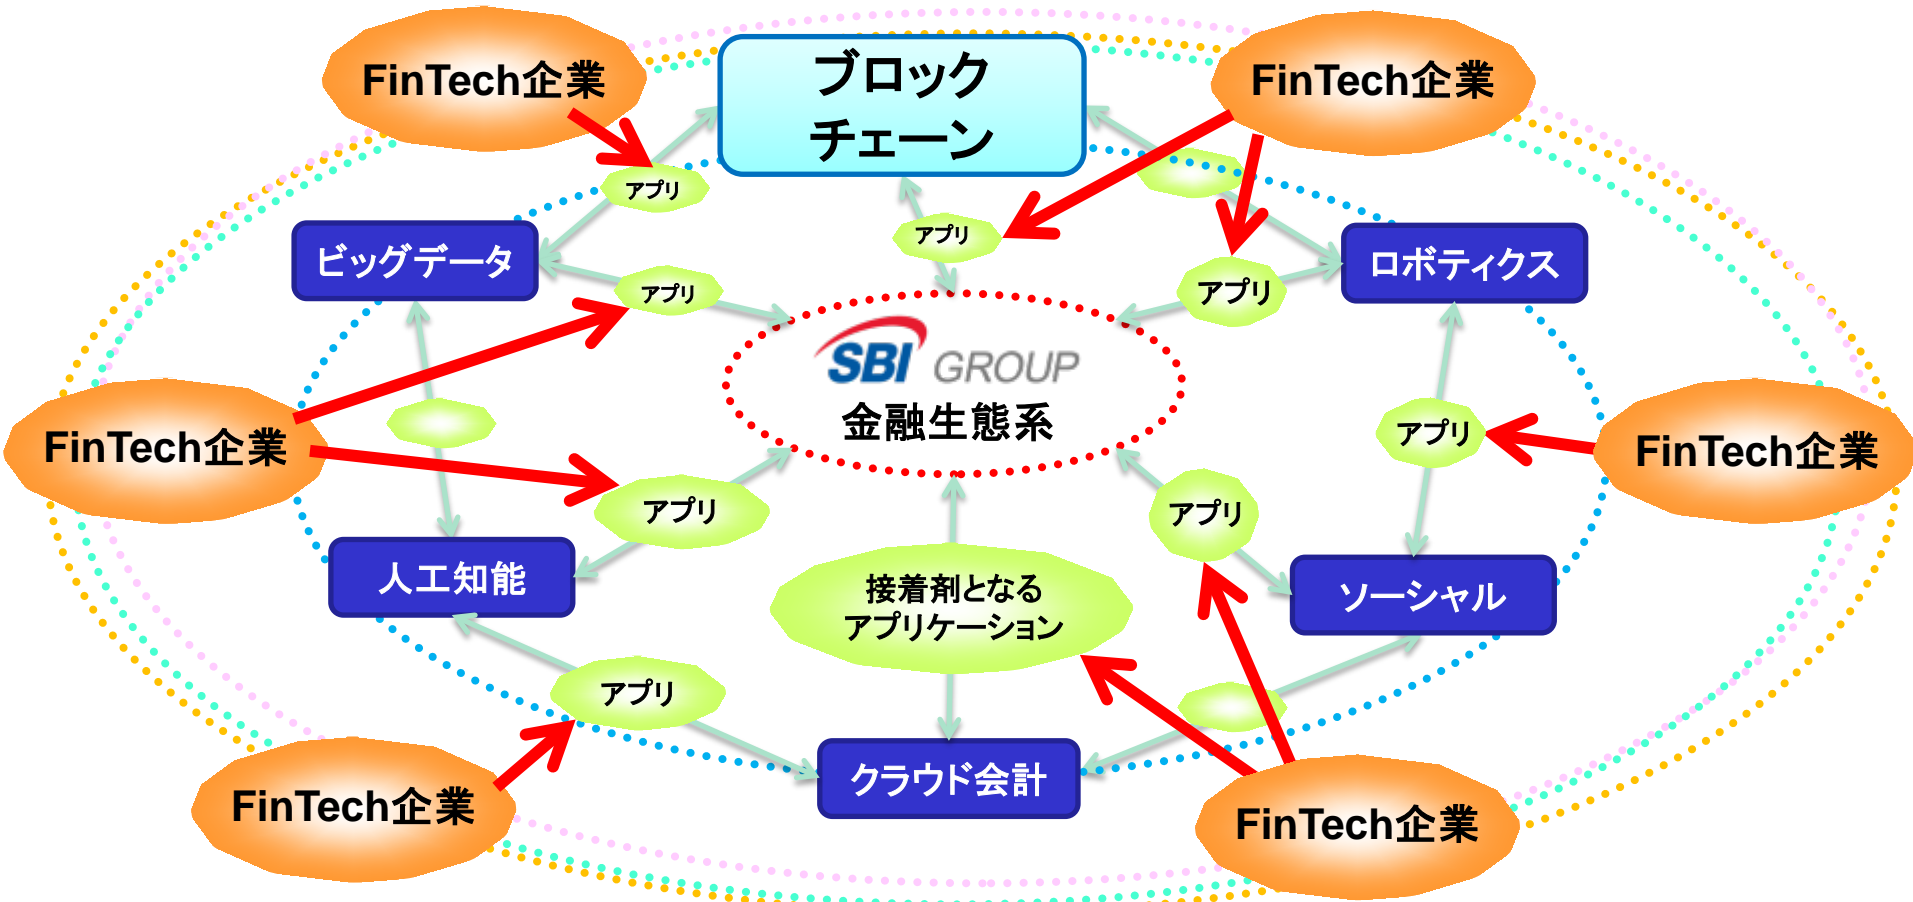 FinTech企業
ブロック
チェーン
FinTech企業
アプリ
アプリ
ビッグデータ
ロボティクス
アプリ
アプリ
SBI GROUP
金融生態系
FinTech企業
アプリ
FinTech企業
アプリ
アプリ
人工知能
接着剤となる
アプリケーション
ソーシャル
アプリ
クラウド会計
FinTech企業
FinTech企業